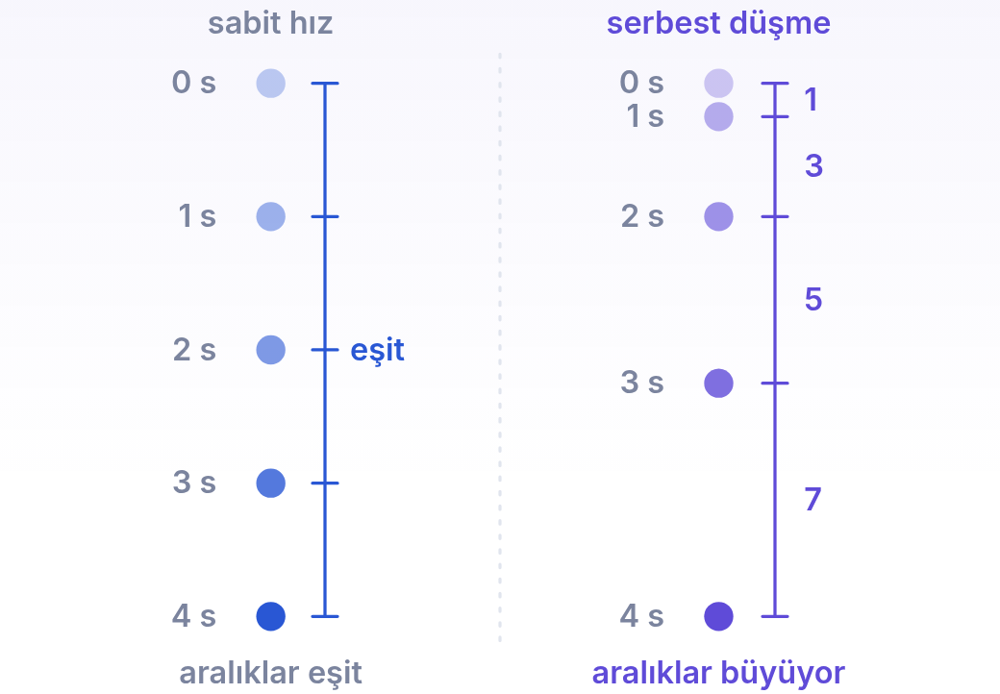 sabit hız
0 s
1 s
2 s
eşit
3 s
4 s
aralıklar eşit
serbest düşme
0 s
1
1 s
3
2 s
5
3 s
7
4 s
aralıklar büyüyor